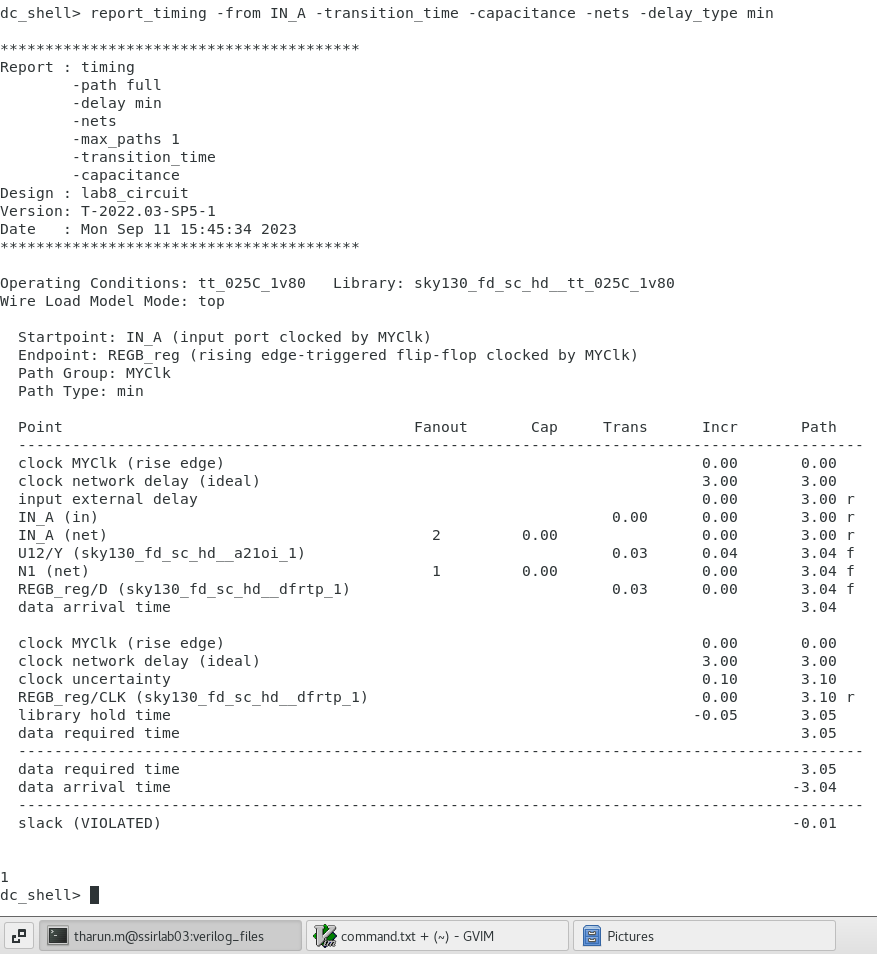 dc_shell> report_timing -from IN_A -transition_time -capacitance -nets -delay_type min
****************************************
Report : timing
        -path full
        -delay min
        -nets
        -max_paths 1
        -transition_time
        -capacitance
Design : lab8_circuit
Version: T-2022.03-SP5-1
Date   : Mon Sep 11 15:45:34 2023
****************************************
Operating Conditions: tt_025C_1v80   Library: sky130_fd_sc_hd__tt_025C_1v80
Wire Load Model Mode: top
  Startpoint: IN_A (input port clocked by MYClk)
  Endpoint: REGB_reg (rising edge-triggered flip-flop clocked by MYClk)
  Path Group: MYClk
  Path Type: min
  Point                                       Fanout       Cap     Trans      Incr       Path
  ----------------------------------------------------------------------------------------------
  clock MYClk (rise edge)                                                     0.00       0.00
  clock network delay (ideal)                                                 3.00       3.00
  input external delay                                                        0.00       3.00 r
  IN_A (in)                                                         0.00      0.00       3.00 r
  IN_A (net)                                    2         0.00                0.00       3.00 r
  U12/Y (sky130_fd_sc_hd__a21oi_1)                                  0.03      0.04       3.04 f
  N1 (net)                                      1         0.00                0.00       3.04 f
  REGB_reg/D (sky130_fd_sc_hd__dfrtp_1)                             0.03      0.00       3.04 f
  data arrival time                                                                      3.04
  clock MYClk (rise edge)                                                     0.00       0.00
  clock network delay (ideal)                                                 3.00       3.00
  clock uncertainty                                                           0.10       3.10
  REGB_reg/CLK (sky130_fd_sc_hd__dfrtp_1)                                     0.00       3.10 r
  library hold time                                                          -0.05       3.05
  data required time                                                                     3.05
  ----------------------------------------------------------------------------------------------
  data required time                                                                     3.05
  data arrival time                                                                     -3.04
  ----------------------------------------------------------------------------------------------
  slack (VIOLATED)                                                                      -0.01
1
dc_shell>
tharun.m@ssirlab03:verilog_files
command.txt + (~) - GVIM
Pictures